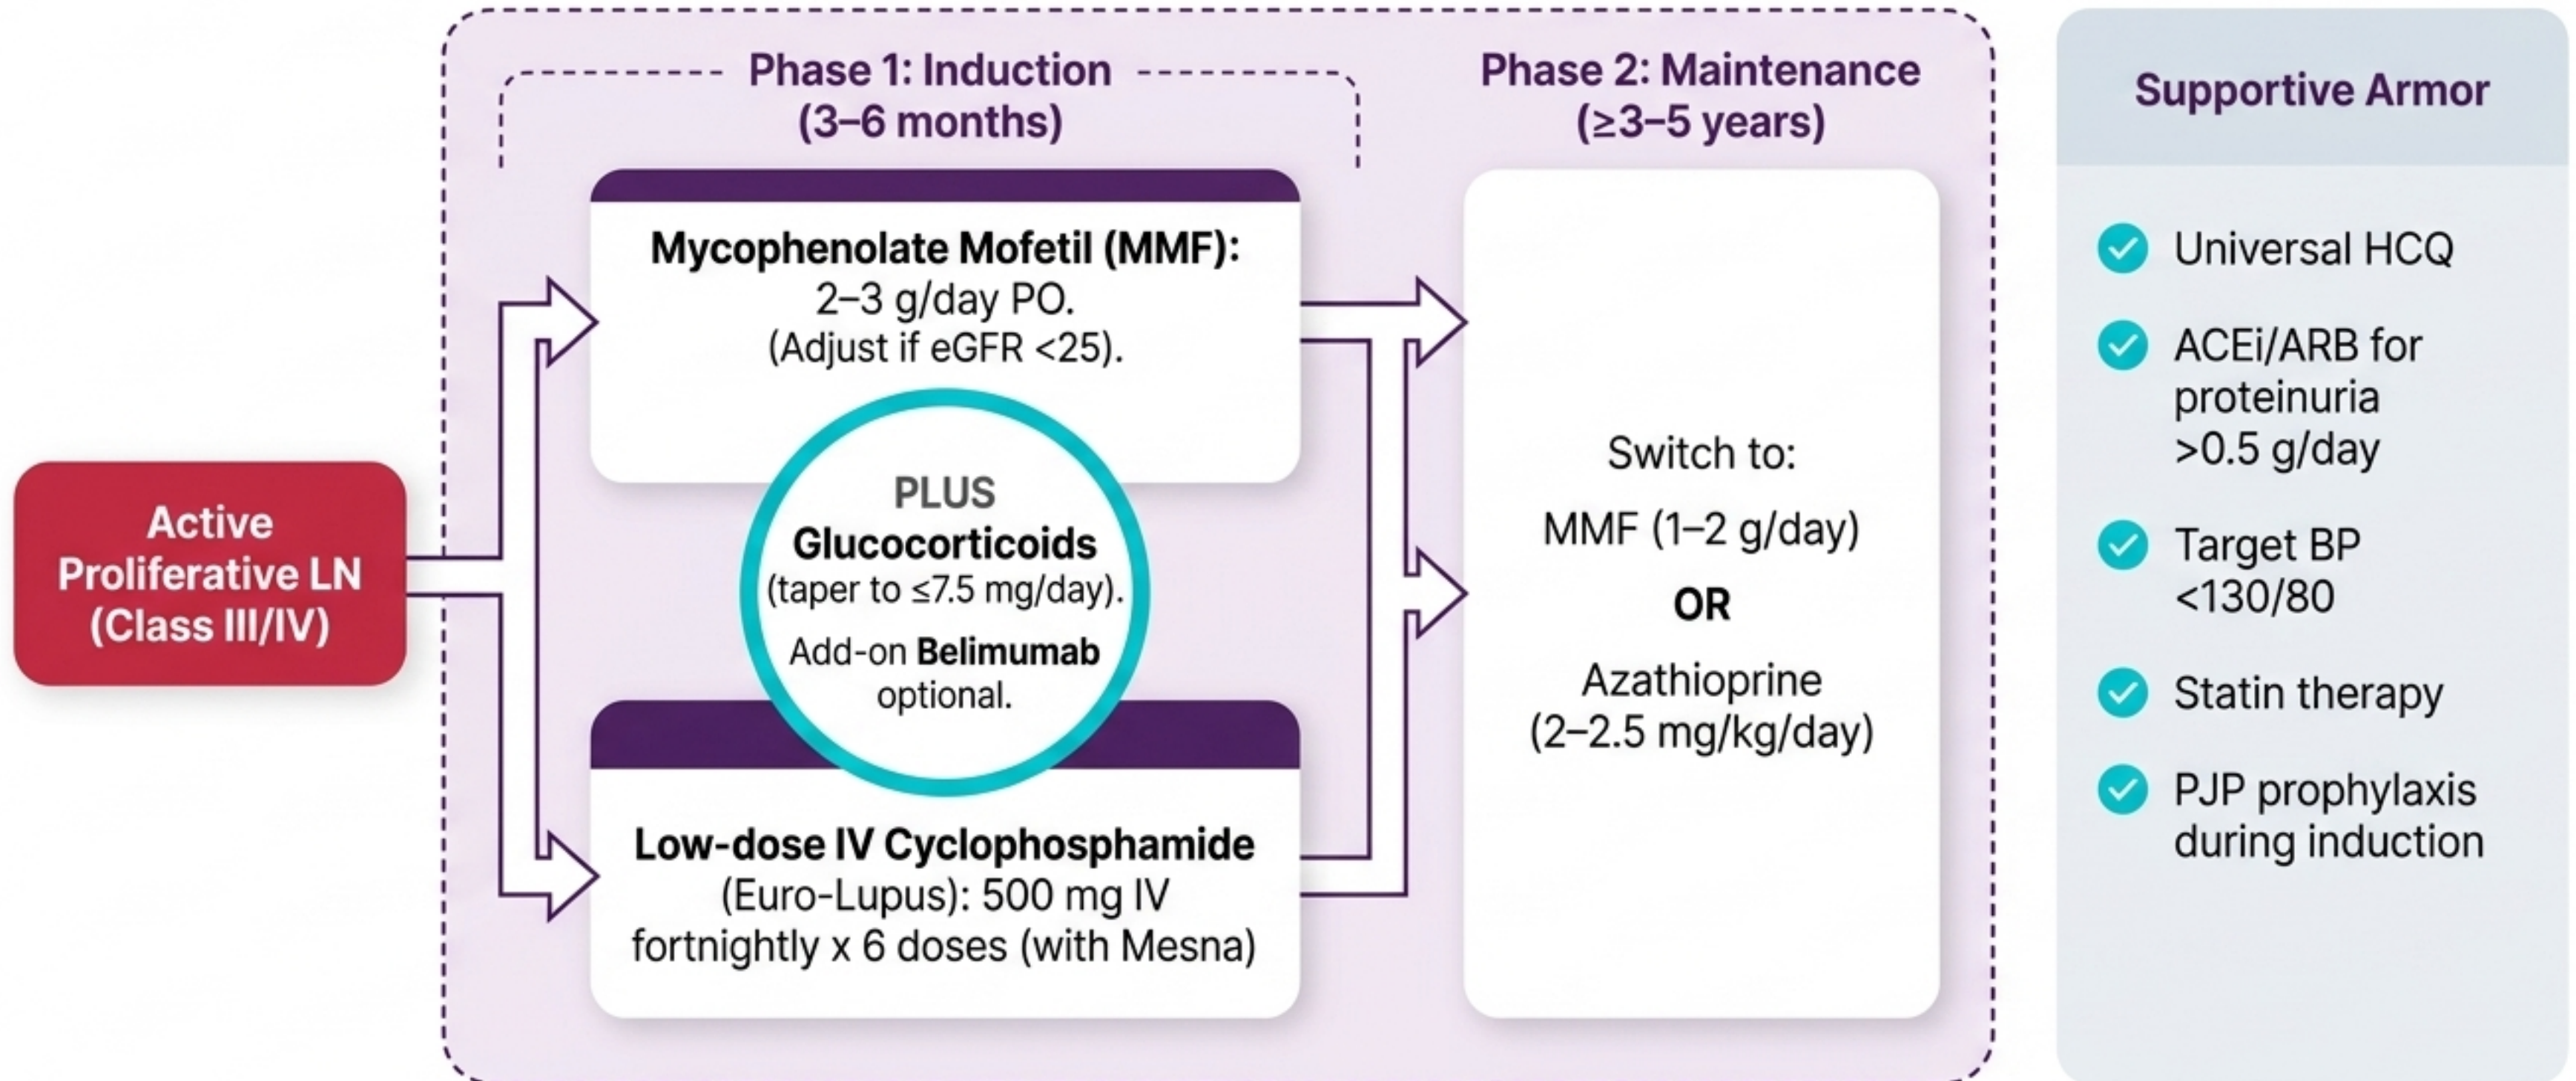 Active
Proliferative LN
(Class III/IV)
Phase 1: Induction
(3–6 months)
Mycophenolate Mofetil (MMF):
2–3 g/day PO.
(Adjust if eGFR <25).
PLUS
Glucocorticoids
(taper to ≤7.5 mg/day).
Add-on Belimumab
optional.
Low-dose IV Cyclophosphamide
(Euro-Lupus): 500 mg IV
fortnightly x 6 doses (with Mesna)
Phase 2: Maintenance
(≥3–5 years)
Switch to:
MMF (1–2 g/day)
OR
Azathioprine
(2–2.5 mg/kg/day)
Supportive Armor
Universal HCQ
ACEi/ARB for
proteinuria
>0.5 g/day
Target BP
<130/80
Statin therapy
PJP prophylaxis
during induction